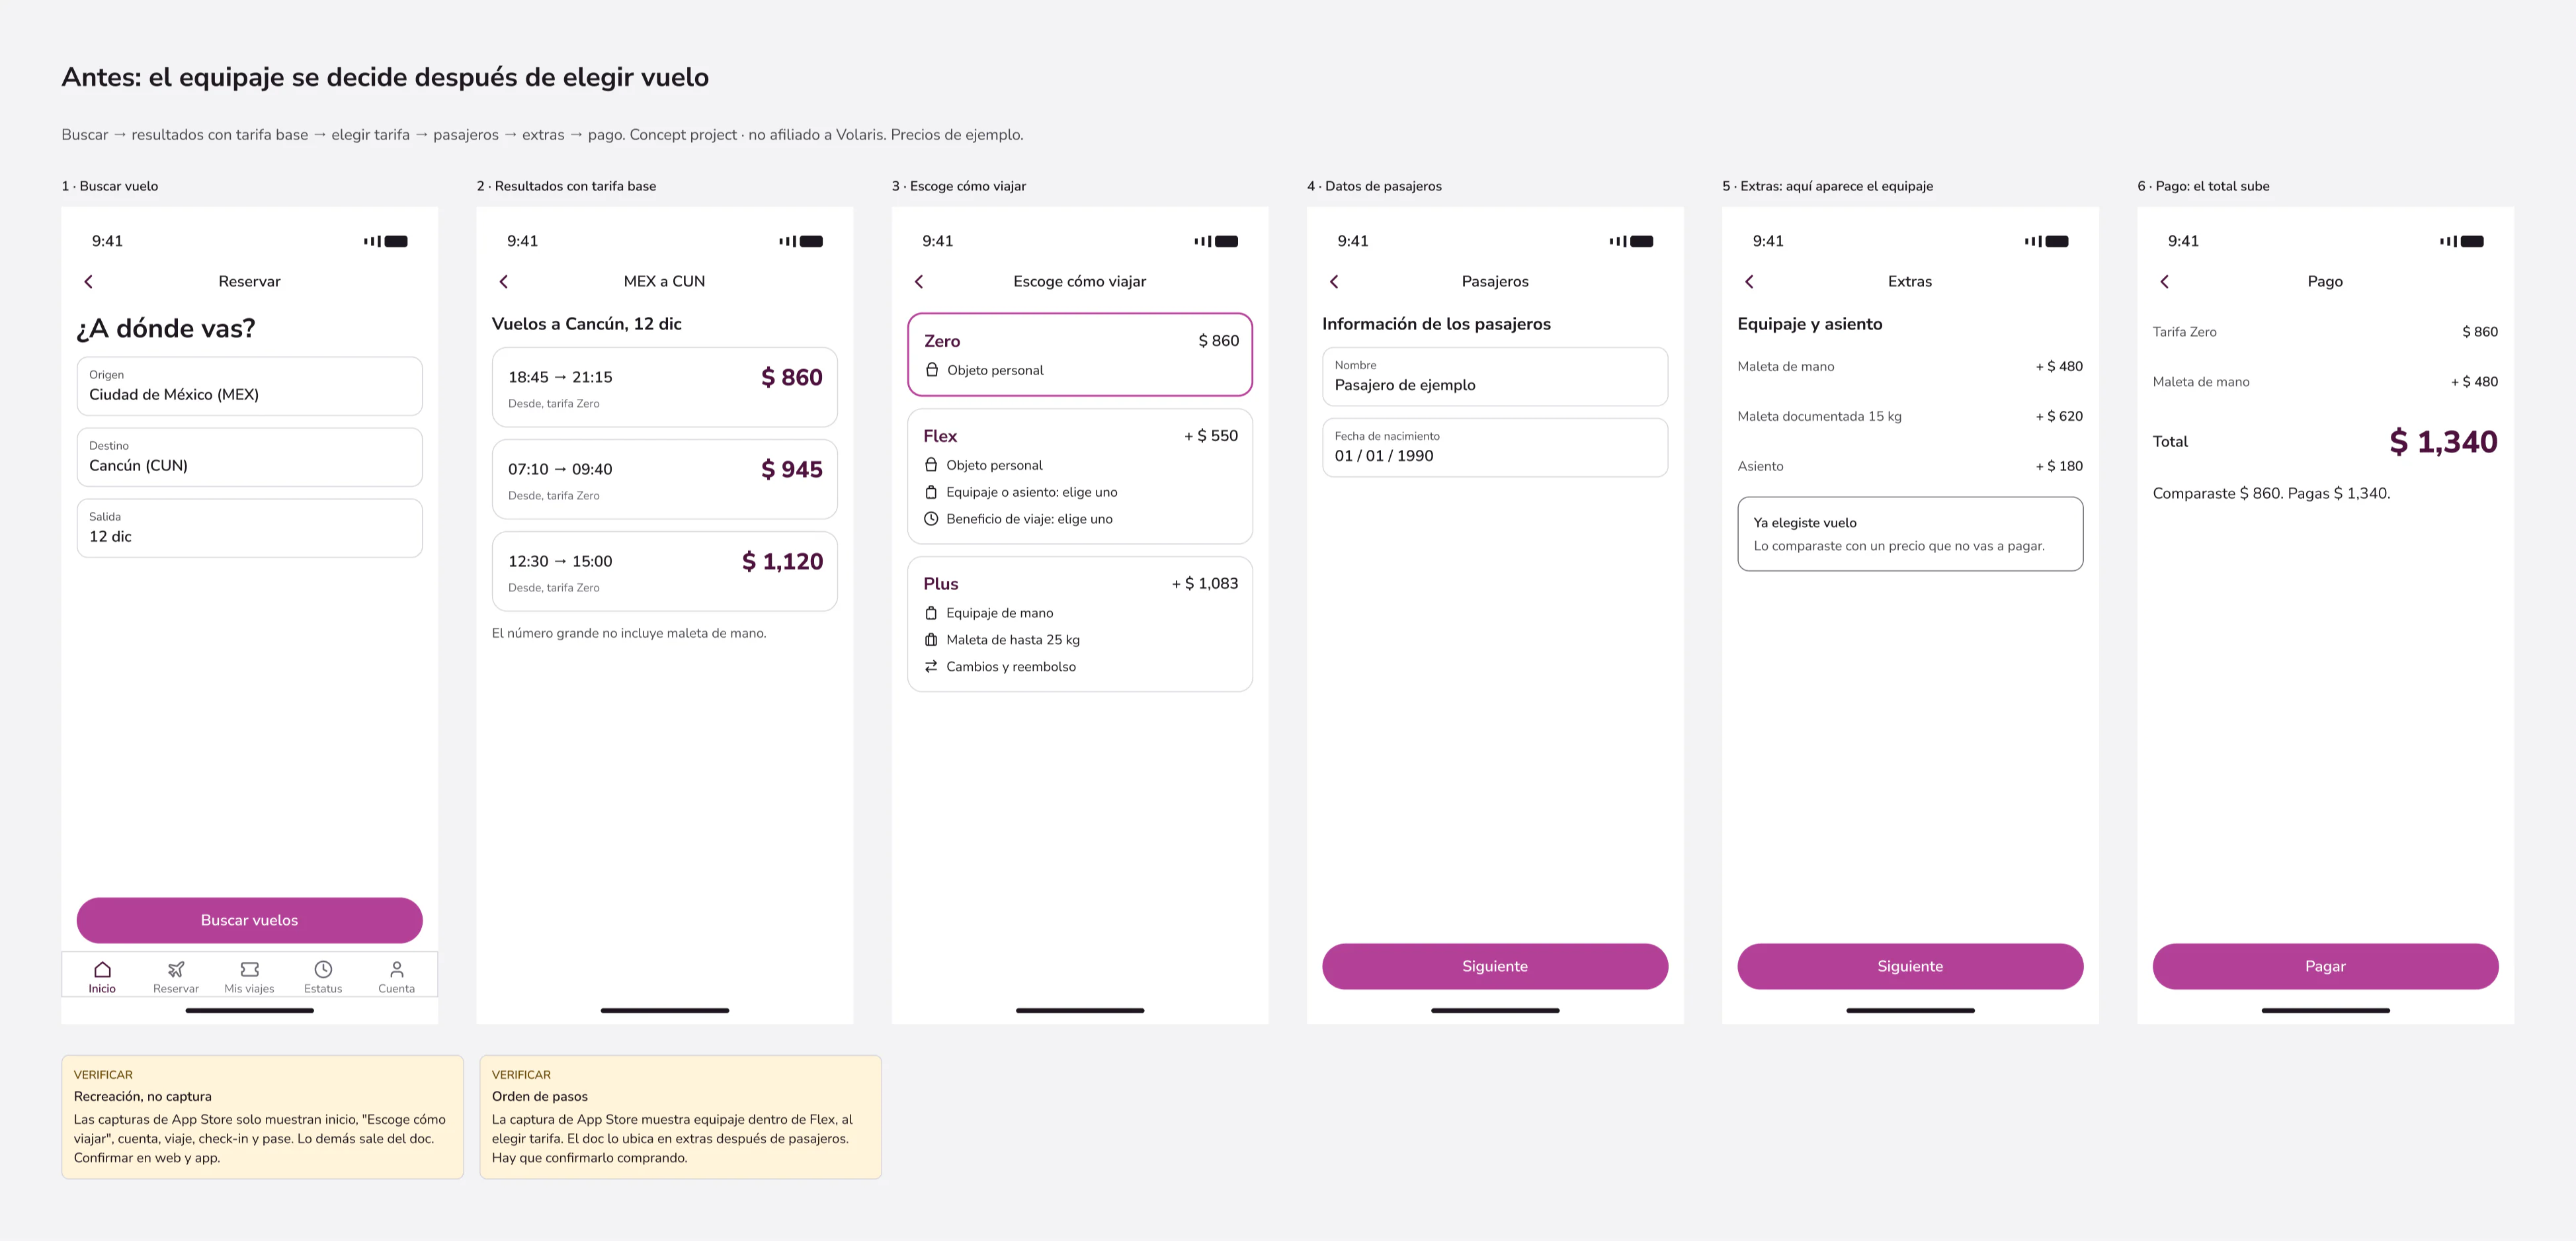 Antes: el equipaje se decide después de elegir vuelo
Buscar → resultados con tarifa base → elegir tarifa → pasajeros → extras → pago. Concept project · no afiliado a Volaris. Precios de ejemplo.
1 · Buscar vuelo
9:41
Reservar
¿A dónde vas?
Origen
Ciudad de México (MEX)
Destino
Cancún (CUN)
Salida
12 dic
Buscar vuelos
Inicio
Reservar
Mis viajes
Estatus
Cuenta
2 · Resultados con tarifa base
9:41
MEX a CUN
Vuelos a Cancún, 12 dic
18:45 → 21:15
$ 860
Desde, tarifa Zero
07:10 → 09:40
$ 945
Desde, tarifa Zero
12:30 → 15:00
$ 1,120
Desde, tarifa Zero
El número grande no incluye maleta de mano.
3 · Escoge cómo viajar
9:41
Escoge cómo viajar
Zero
$ 860
Objeto personal
Flex
+ $ 550
Objeto personal
Equipaje o asiento: elige uno
Beneficio de viaje: elige uno
Plus
+ $ 1,083
Equipaje de mano
Maleta de hasta 25 kg
Cambios y reembolso
4 · Datos de pasajeros
9:41
Pasajeros
Información de los pasajeros
Nombre
Pasajero de ejemplo
Fecha de nacimiento
01 / 01 / 1990
Siguiente
5 · Extras: aquí aparece el equipaje
9:41
Extras
Equipaje y asiento
Maleta de mano
+ $ 480
Maleta documentada 15 kg
+ $ 620
Asiento
+ $ 180
Ya elegiste vuelo
Lo comparaste con un precio que no vas a pagar.
Siguiente
6 · Pago: el total sube
9:41
Pago
Tarifa Zero
$ 860
Maleta de mano
+ $ 480
Total
$ 1,340
Comparaste $ 860. Pagas $ 1,340.
Pagar
VERIFICAR
Recreación, no captura
Las capturas de App Store solo muestran inicio, "Escoge cómo
viajar", cuenta, viaje, check-in y pase. Lo demás sale del doc.
Confirmar en web y app.
VERIFICAR
Orden de pasos
La captura de App Store muestra equipaje dentro de Flex, al
elegir tarifa. El doc lo ubica en extras después de pasajeros.
Hay que confirmarlo comprando.